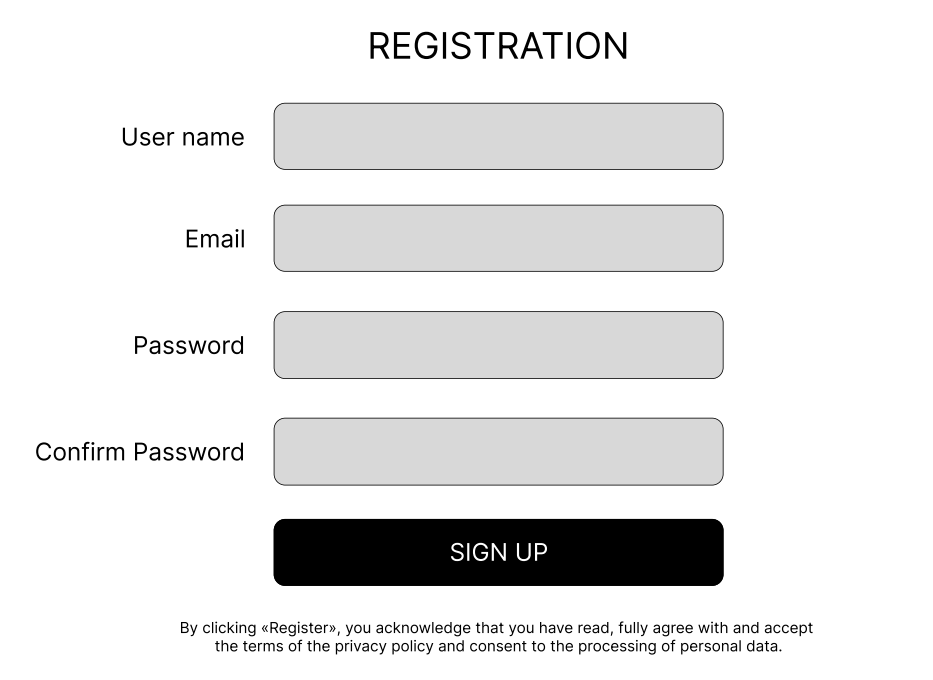 REGISTRATION
User name
Email
Password
Confirm Password
SIGN UP
By clicking «Register», you acknowledge that you have read, fully agree with and accept
the terms of the privacy policy and consent to the processing of personal data.